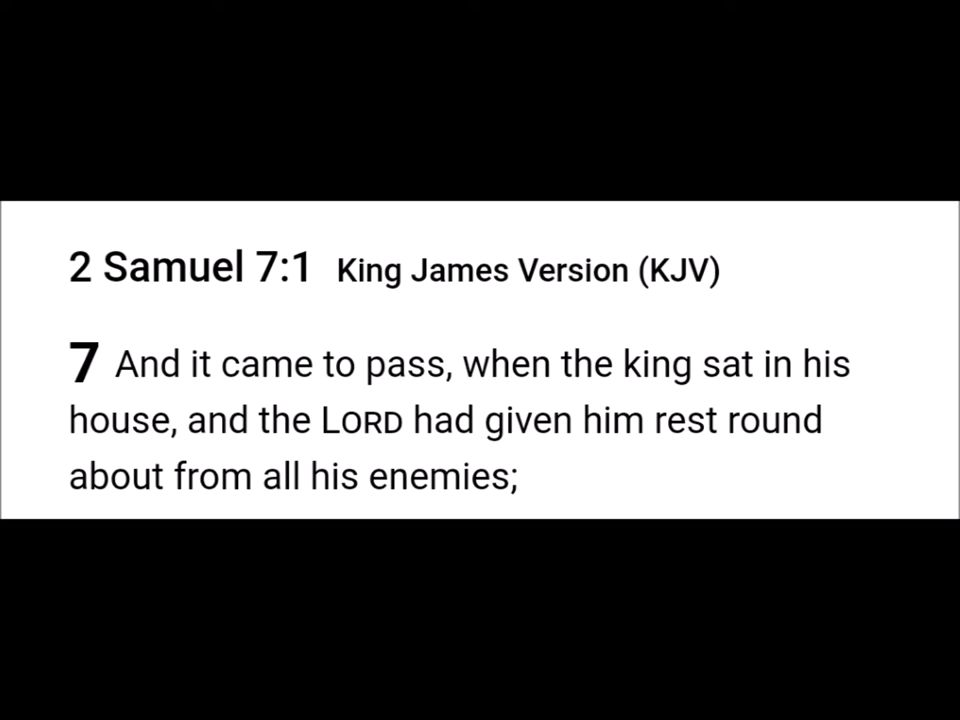 2 Samuel 7:1 King James Version (KJV)
7 And it came to pass, when the king sat in his
house, and the LORD had given him rest round
about from all his enemies;